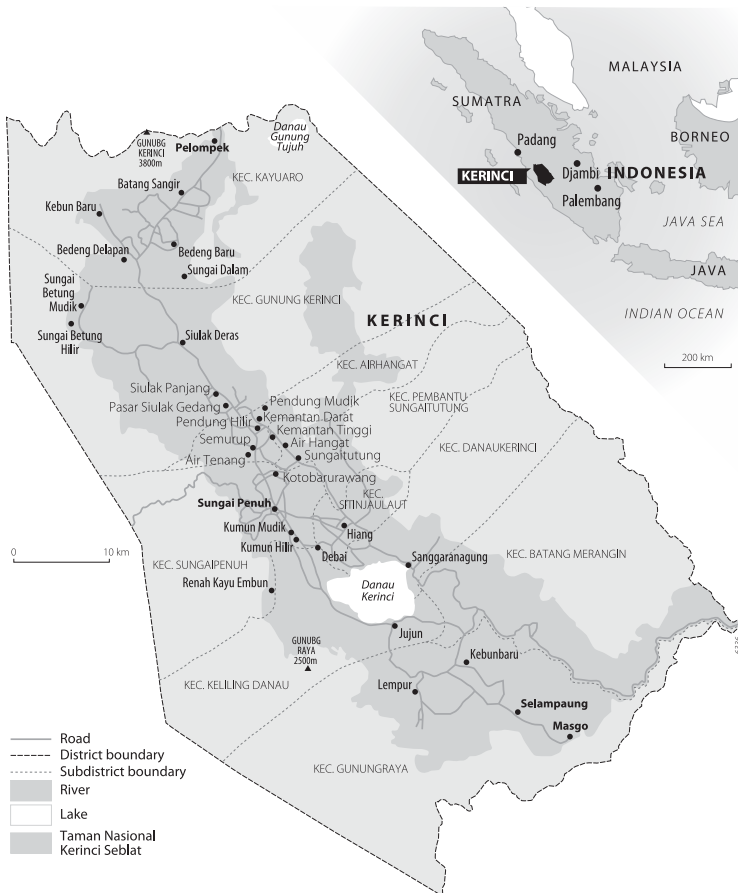 MALAYSIA
SUMATRA
BORNEO
Padang
Djambi
INDONESIA
KERINCI
Palembang
JAVA SEA
JAVA
INDIAN OCEAN
200 km
Danau
Gunung
Tujuh
GUNUBG
KERINCI
3800m
Pelompek
KEC. KAYUARO
Batang Sangir
Kebun Baru
Bedeng Baru
Bedeng Delapan
Sungai Dalam
Sungai
Betung
Mudik
KEC. GUNUNG KERINCI
KERINCI
Sungai Betung
Hilir
Siulak Deras
KEC. AIRHANGAT
Siulak Panjang
KEC. PEMBANTU
SUNGAITUTUNG
Pasar Siulak Gedang
Pendung Mudik
Kemantan Darat
Pendung Hilir
Kemantan Tinggi
Semurup
Air Hangat
KEC. DANAUKERINCI
Air Tenang
Sungaitutung
Kotobarurawang
KEC.
SITINJAULAUT
Sungai Penuh
Kumun Mudik
Hiang
Kumun Hilir
Debai
Sanggaranagung
KEC. BATANG MERANGIN
0
10 km
KEC. SUNGAIPENUH
Renah Kayu Embun
Danau
Kerinci
Jujun
GUNUBG
RAYA
2500m
Kebunbaru
KEC. KELILING DANAU
Lempur
Selampaung
Masgo
KEC. GUNUNGRAYA
Road
District boundary
Subdistrict boundary
River
Lake
Taman Nasional
Kerinci Seblat